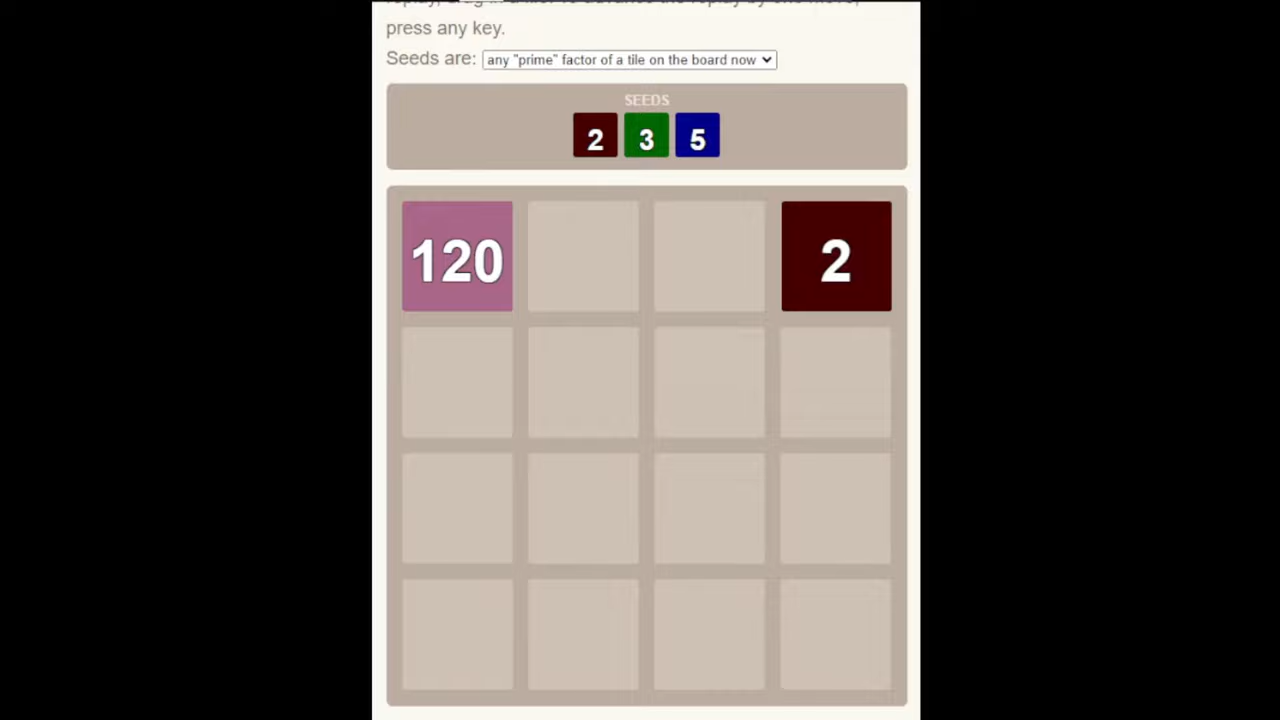 press any key.
Seeds are: any "prime" factor of a tile on the board now
SEEDS
2 3 5
120 2